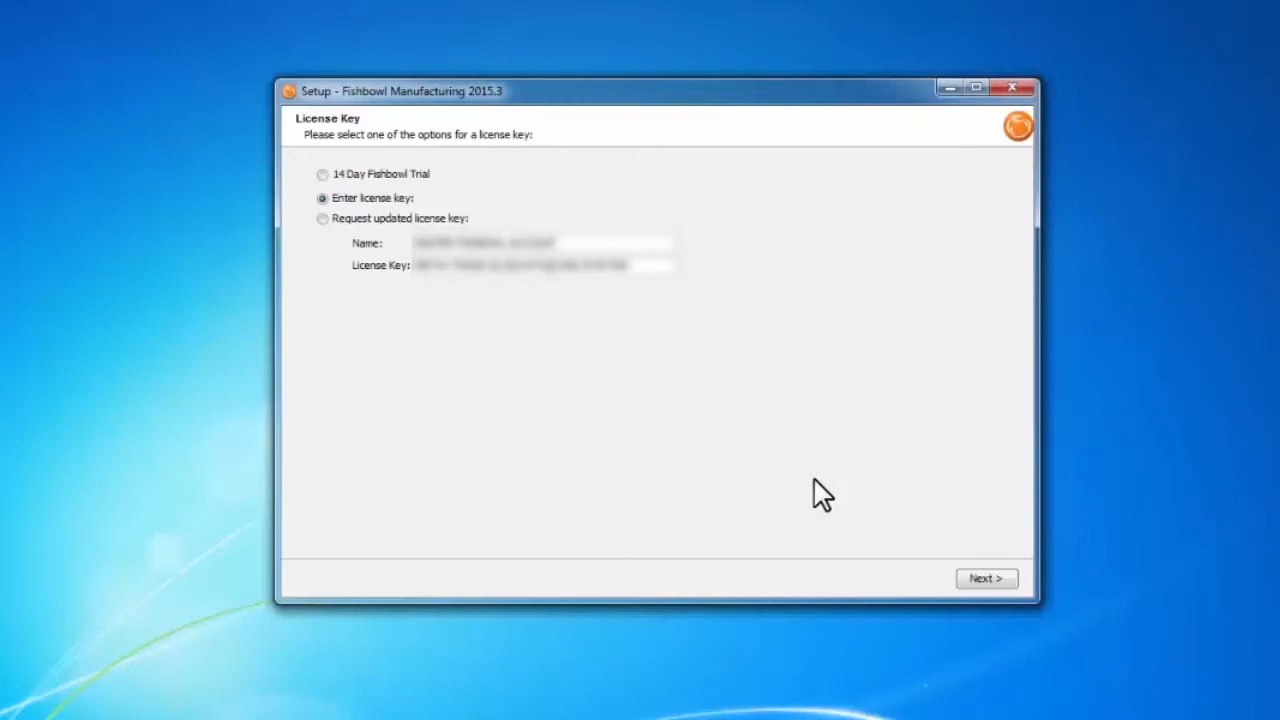 Setup - Fishbowl Manufacturing 2015.3
License Key
Please select one of the options for a license key:
14 Day Fishbowl Trial
Enter license key:
Request updated license key:
Name:
License Key:
Next >